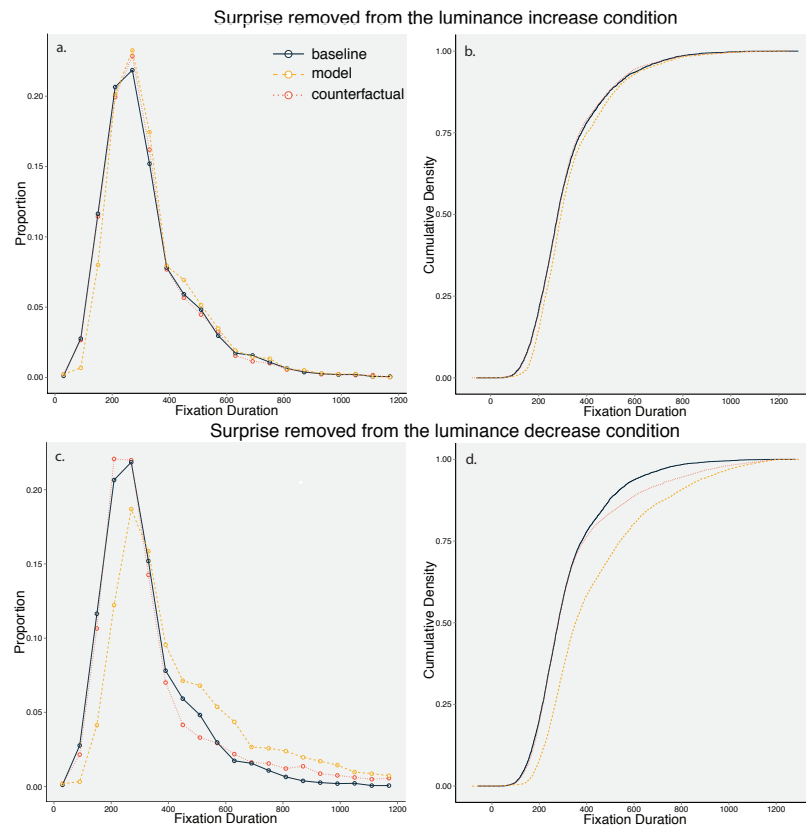 Surprise removed from the luminance increase condition
a.
baseline
model
counterfactual
0.20
0.15
0.10
0.05
0.00
Proportion
0 200 400 600 800 1000 1200
Fixation Duration
b.
1.00
0.75
0.50
0.25
0.00
Cumulative Density
0 200 400 600 800 1000 1200
Fixation Duration
Surprise removed from the luminance decrease condition
c.
0.20
0.15
0.10
0.05
0.00
Proportion
0 200 400 600 800 1000 1200
Fixation Duration
d.
1.00
0.75
0.50
0.25
0.00
Cumulative Density
0 200 400 600 800 1000 1200
Fixation Duration